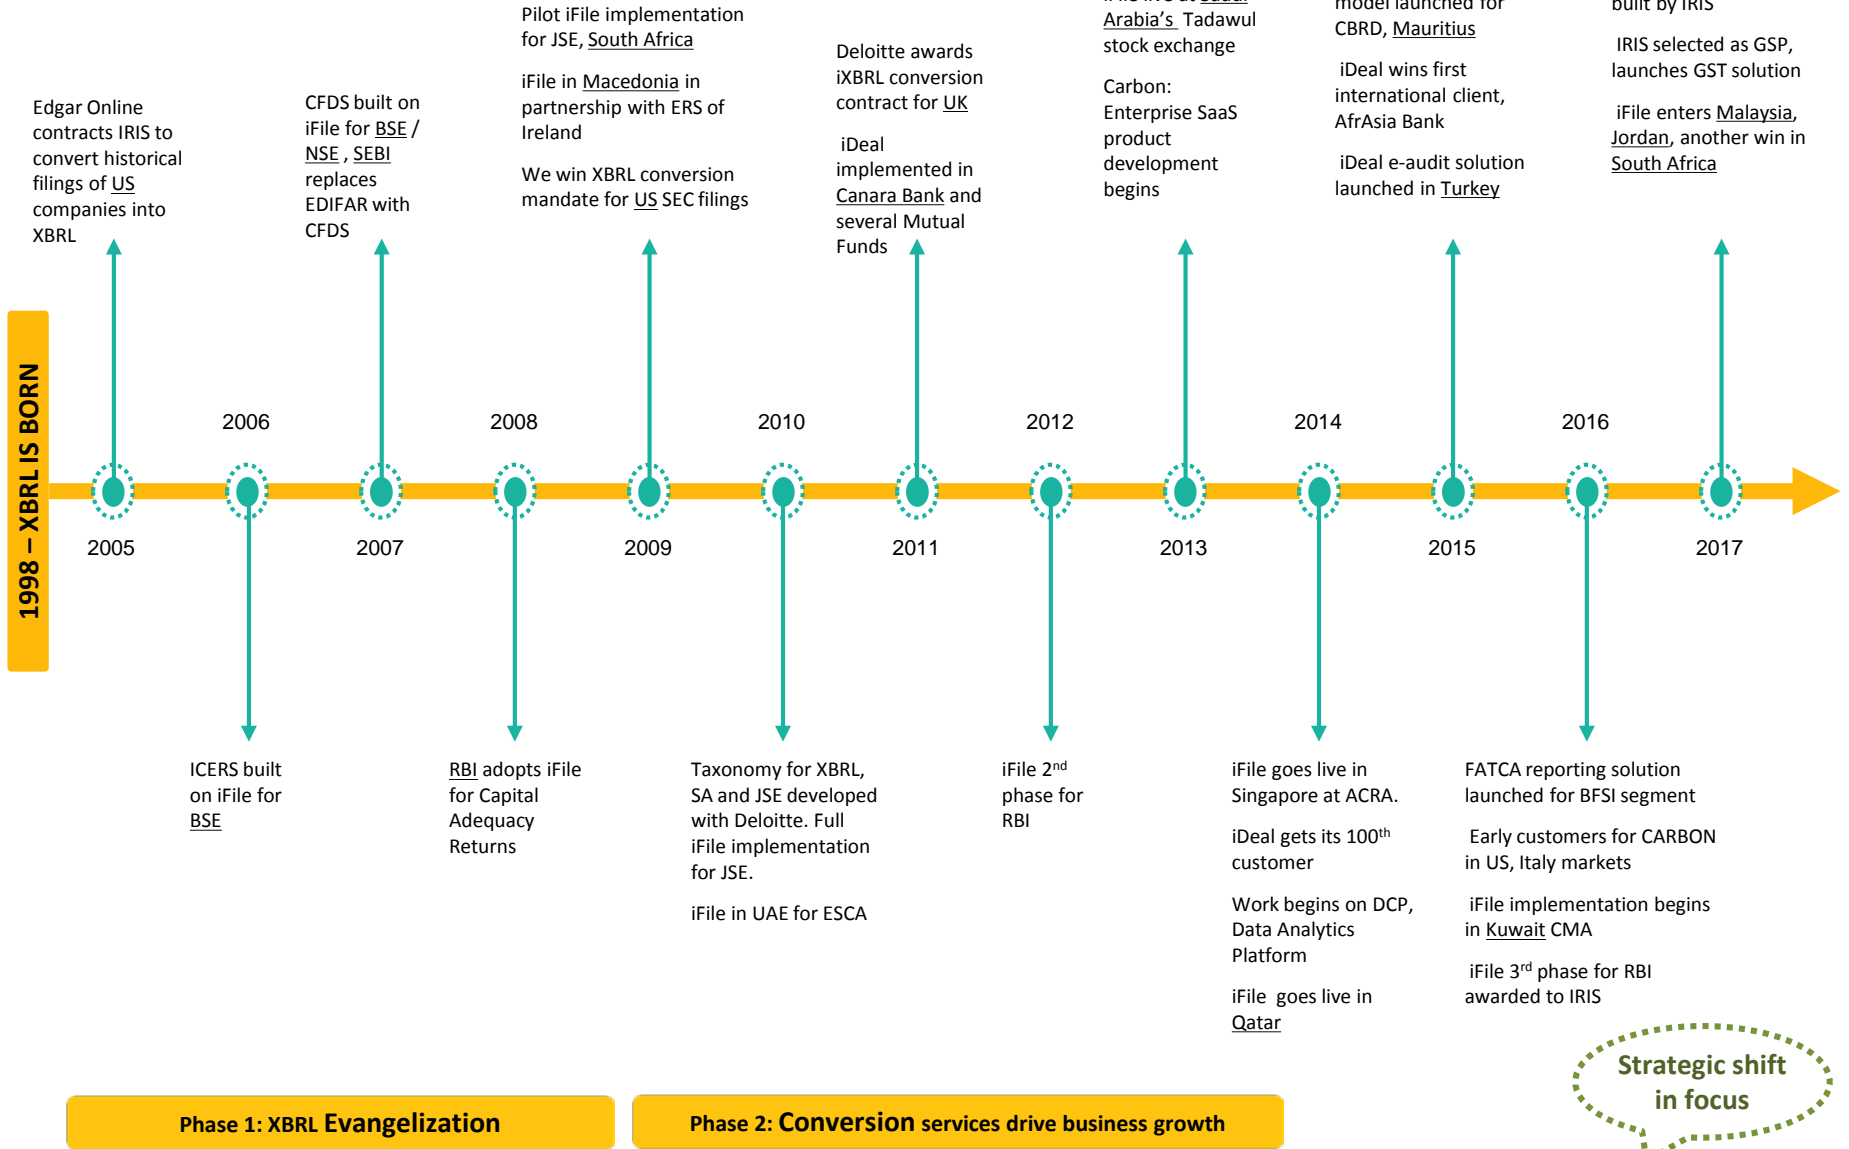 Pilot iFile implementation
for JSE, South Africa
iFile in Macedonia in
partnership with ERS of
Ireland
We win XBRL conversion
mandate for US SEC filings
Arabia's Tadawul
stock exchange
Carbon:
Enterprise SaaS
product
development
begins
model launched for
CBRD, Mauritius
iDeal wins first
international client,
AfrAsia Bank
iDeal e-audit solution
launched in Turkey
built by IRIS
IRIS selected as GSP,
launches GST solution
iFile enters Malaysia,
Jordan, another win in
South Africa
Deloitte awards
iXBRL conversion
contract for UK
iDeal
implemented in
Canara Bank and
several Mutual
Funds
Edgar Online
contracts IRIS to
convert historical
filings of US
companies into
XBRL
CFDS built on
iFile for BSE /
NSE , SEBI
replaces
EDIFAR with
CFDS
1998 – XBRL IS BORN
2006
2008
2010
2012
2014
2016
2005
2007
2009
2011
2013
2015
2017
ICERS built
on iFile for
BSE
RBI adopts iFile
for Capital
Adequacy
Returns
Taxonomy for XBRL,
SA and JSE developed
with Deloitte. Full
iFile implementation
for JSE.
iFile in UAE for ESCA
iFile 2nd
phase for
RBI
iFile goes live in
Singapore at ACRA.
iDeal gets its 100th
customer
Work begins on DCP,
Data Analytics
Platform
iFile goes live in
Qatar
FATCA reporting solution
launched for BFSI segment
Early customers for CARBON
in US, Italy markets
iFile implementation begins
in Kuwait CMA
iFile 3rd phase for RBI
awarded to IRIS
Strategic shift
in focus
Phase 1: XBRL Evangelization
Phase 2: Conversion services drive business growth